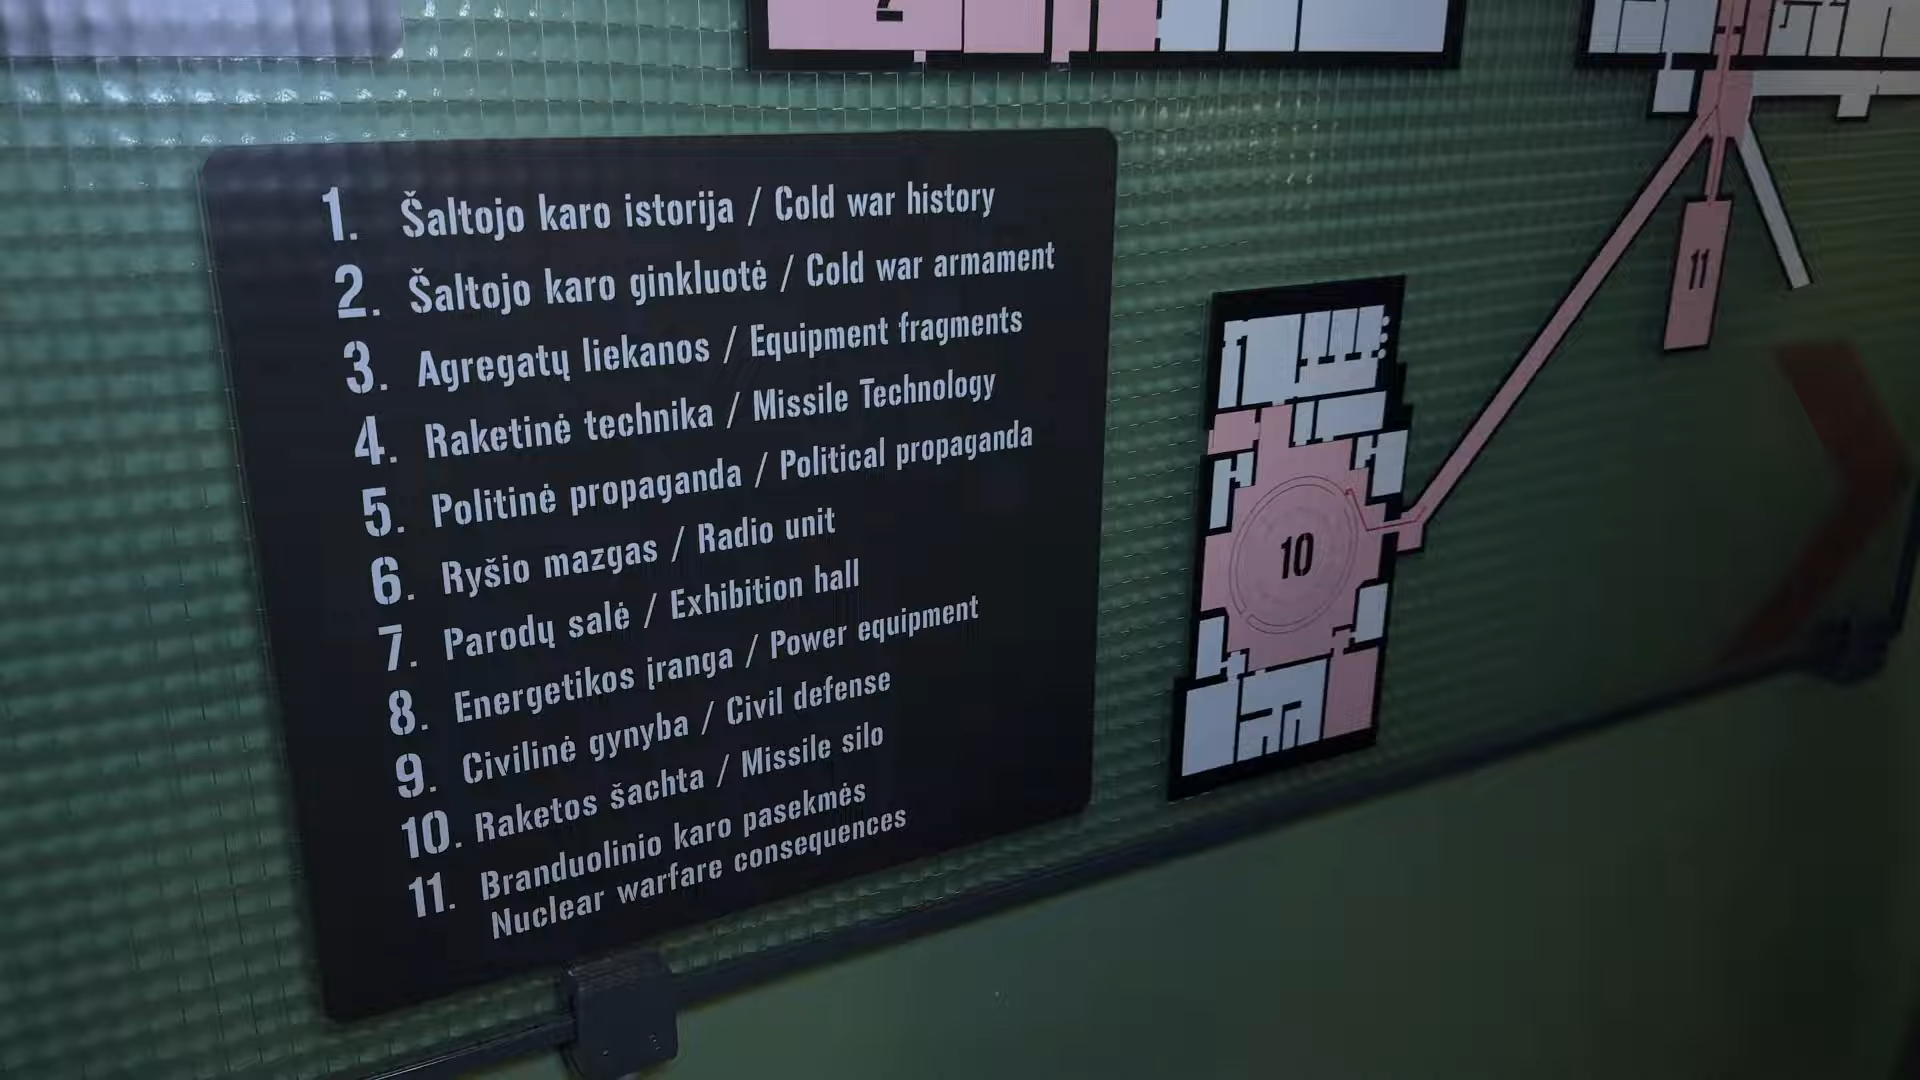 2
1. Šaltojo karo istorija / Cold war history
2. Šaltojo karo ginkluotė / Cold war armament
3. Agregatų liekanos / Equipment fragments
4. Raketinė technika / Missile Technology
5. Politinė propaganda / Political propaganda
6. Ryšio mazgas / Radio unit
7. Parodų salė / Exhibition hall
8. Energetikos įranga / Power equipment
9. Civilinė gynyba / Civil defense
10. Raketos šachta / Missile silo
11. Branduolinio karo pasekmės
Nuclear warfare consequences
11
10